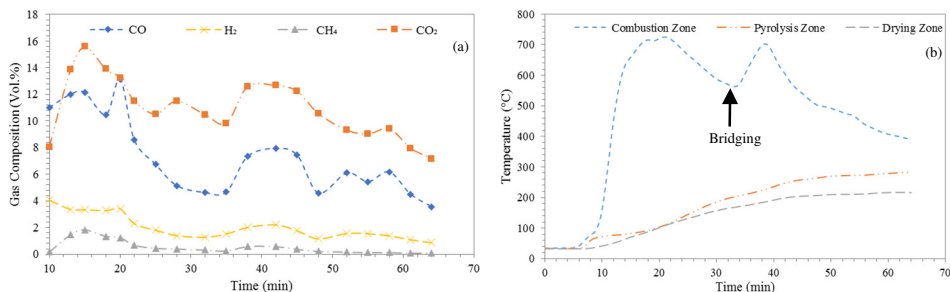 CO H₂ CH₄ CO₂
(a)
Gas Composition(Vol.%)
18
16
14
12
10
8
6
4
2
0
10 20 30 40 50 60 70
Time (min)
Combustion Zone Pyrolysis Zone Drying Zone
(b)
Temperature (°C)
800
700
600
500
400
300
200
100
0
Bridging
0 10 20 30 40 50 60 70
Time (min)